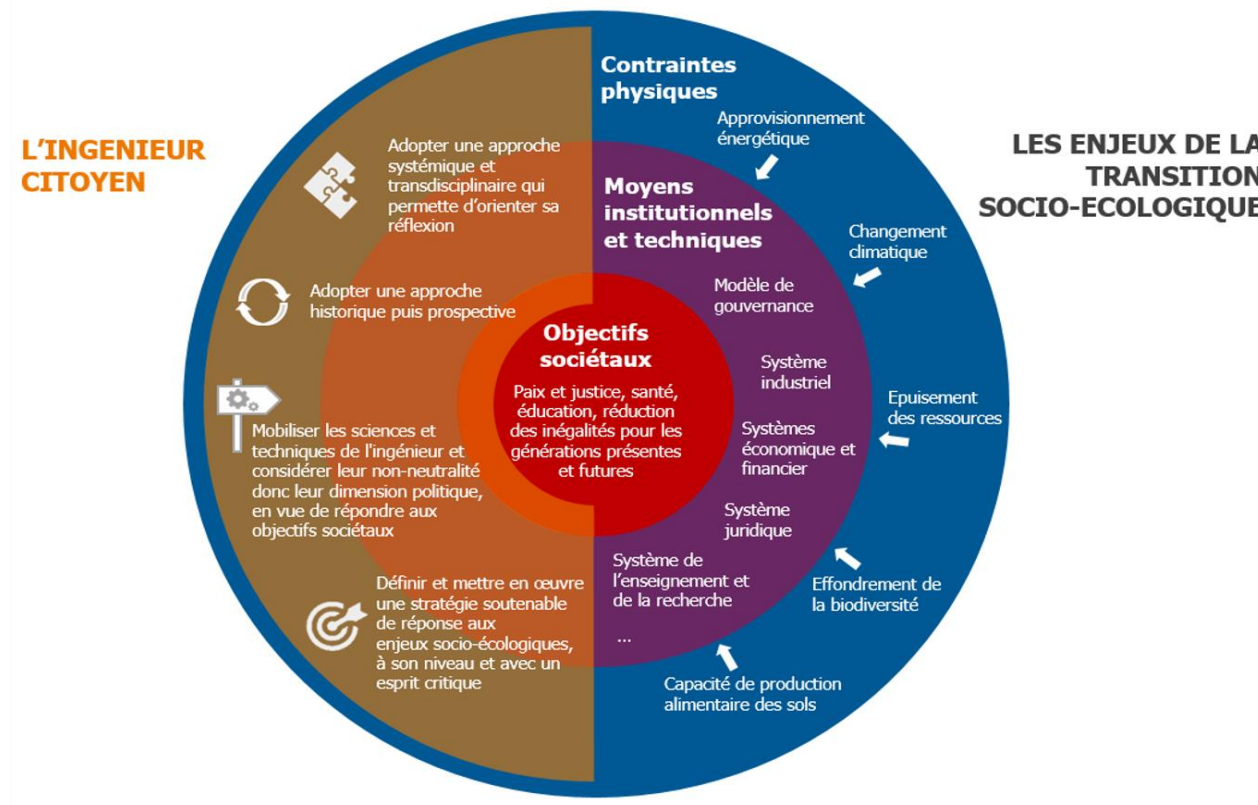 L'INGENIEUR
CITOYEN
Adopter une approche
systémique et
transdisciplinaire qui
permette d'orienter sa
réflexion
Adopter une approche
historique puis prospective
Mobiliser les sciences et
techniques de l'ingénieur et
considérer leur non-neutralité
donc leur dimension politique,
en vue de répondre aux
objectifs sociétaux
Définir et mettre en œuvre
une stratégie soutenable
de réponse aux
enjeux socio-écologiques,
à son niveau et avec un
esprit critique
Objectifs
sociétaux
Paix et justice, santé,
éducation, réduction
des inégalités pour les
générations présentes
et futures
Moyens
institutionnels
et techniques
Modèle de
gouvernance
Système
industriel
Systèmes
économique et
financier
Système
juridique
Système de
l'enseignement et
de la recherche
...
Contraintes
physiques
Approvisionnement
énergétique
Changement
climatique
Epuisement
des ressources
Effondrement de
la biodiversité
Capacité de production
alimentaire des sols
LES ENJEUX DE LA
TRANSITION
SOCIO-ECOLOGIQUE